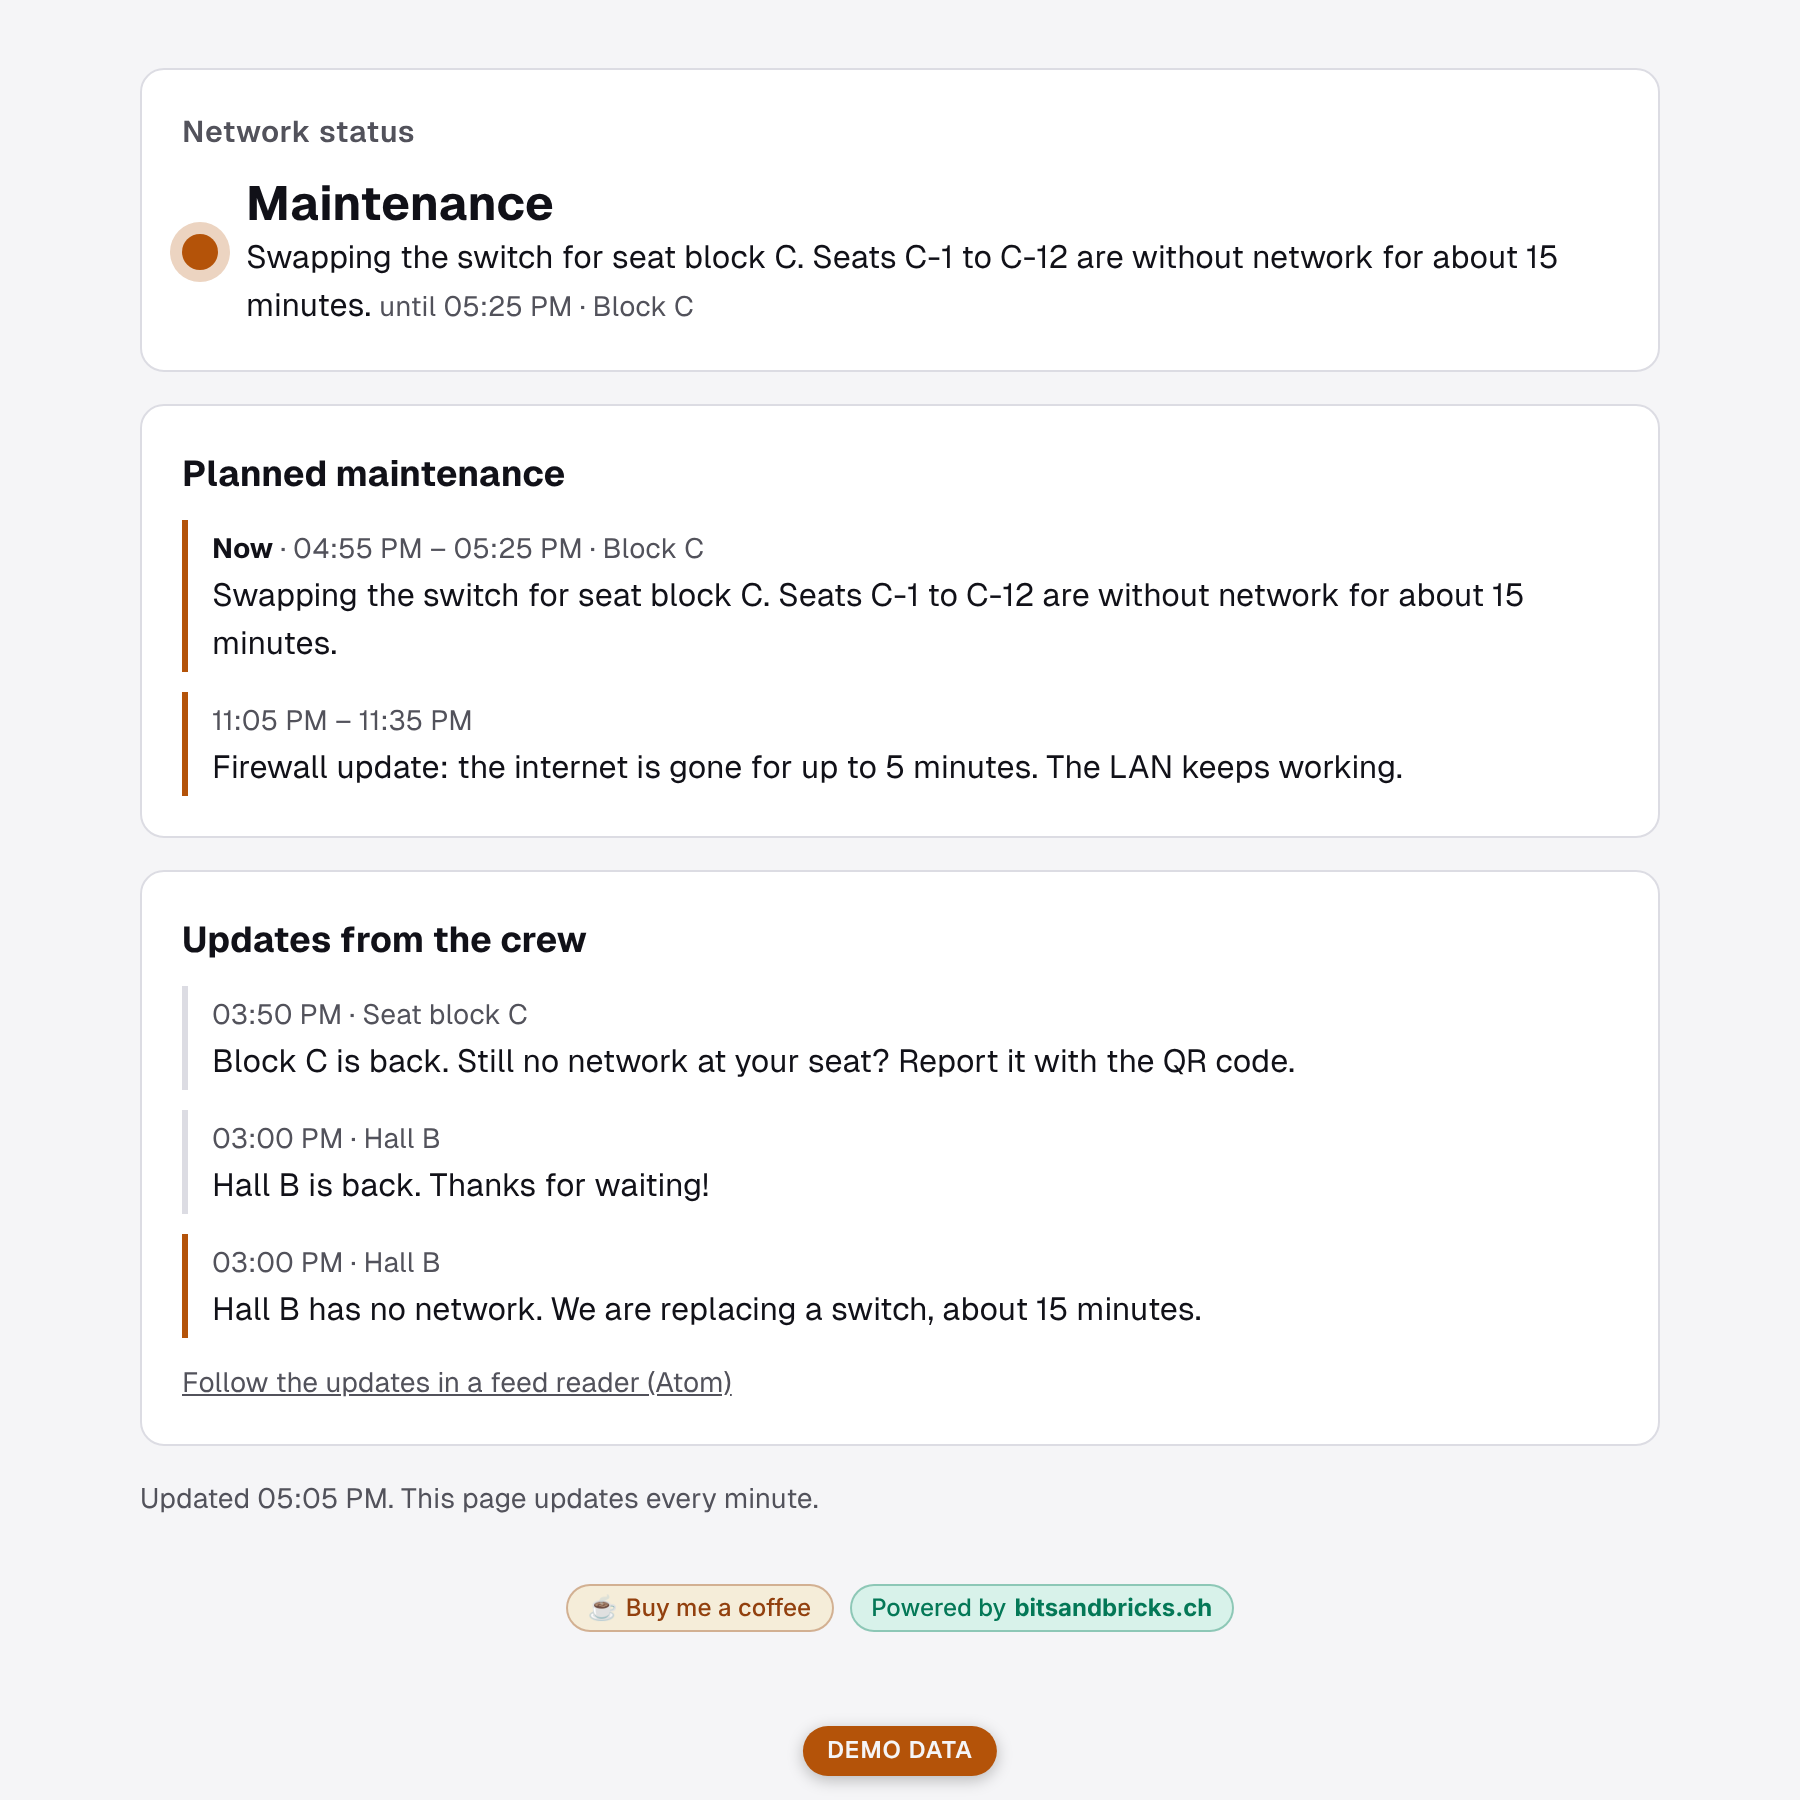 Network status
Maintenance
Swapping the switch for seat block C. Seats C-1 to C-12 are without network for about 15
minutes. until 05:25 PM · Block C
Planned maintenance
Now · 04:55 PM – 05:25 PM · Block C
Swapping the switch for seat block C. Seats C-1 to C-12 are without network for about 15
minutes.
11:05 PM – 11:35 PM
Firewall update: the internet is gone for up to 5 minutes. The LAN keeps working.
Updates from the crew
03:50 PM · Seat block C
Block C is back. Still no network at your seat? Report it with the QR code.
03:00 PM · Hall B
Hall B is back. Thanks for waiting!
03:00 PM · Hall B
Hall B has no network. We are replacing a switch, about 15 minutes.
Follow the updates in a feed reader (Atom)
Updated 05:05 PM. This page updates every minute.
☕ Buy me a coffee
Powered by bitsandbricks.ch
DEMO DATA